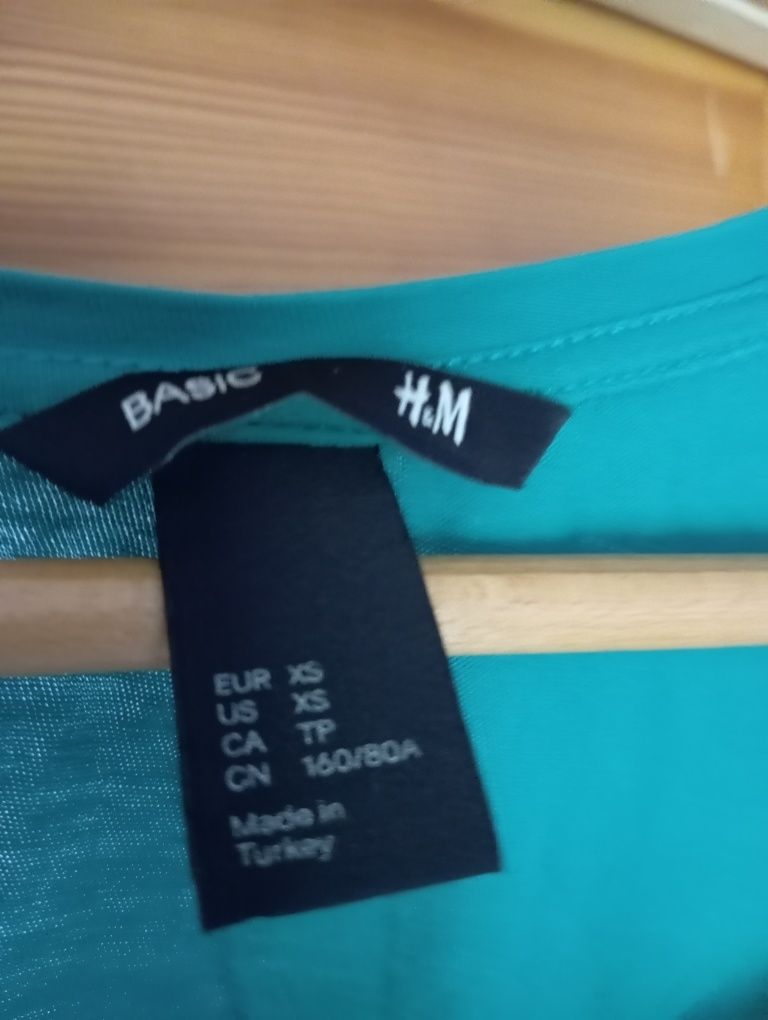 BASIC
H&M
EUR XS
US XS
CA TP
CN 160/80A
Made in
Turkey